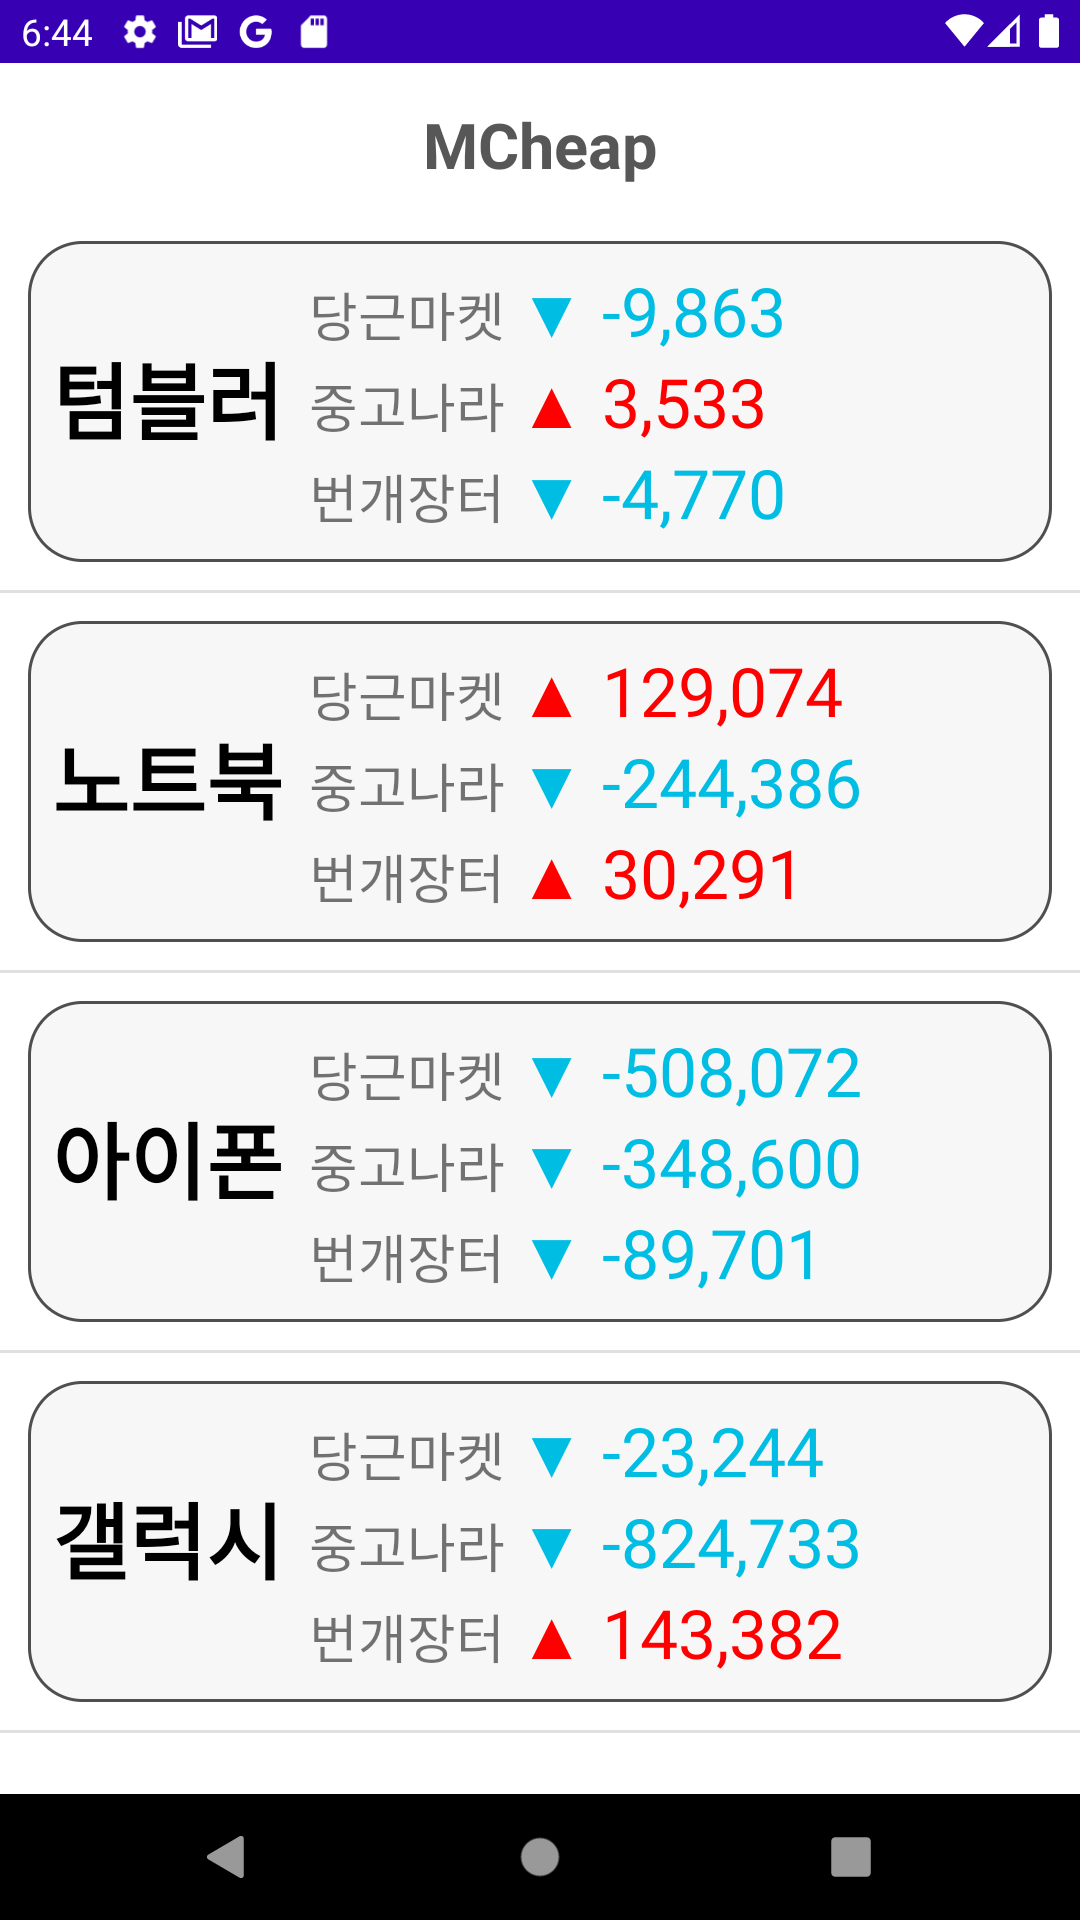 6:44
MCheap
텀블러
당근마켓 ▼ -9,863
중고나라 ▲ 3,533
번개장터 ▼ -4,770
노트북
당근마켓 ▲ 129,074
중고나라 ▼ -244,386
번개장터 ▲ 30,291
아이폰
당근마켓 ▼ -508,072
중고나라 ▼ -348,600
번개장터 ▼ -89,701
갤럭시
당근마켓 ▼ -23,244
중고나라 ▼ -824,733
번개장터 ▲ 143,382